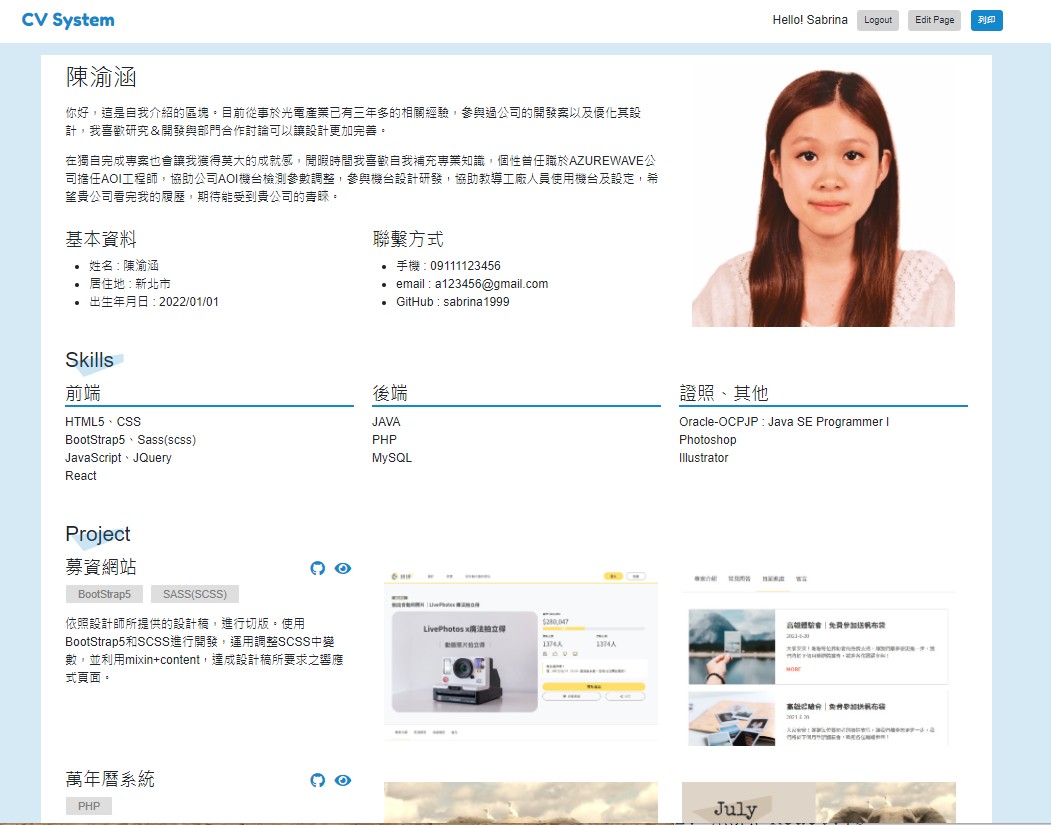 CV System
Hello! Sabrina
Logout
Edit Page
列印
陳渝涵
你好，這是自我介紹的區塊。目前從事於光電產業已有三年多的相關經驗，參與過公司的開發案以及優化其設
計，我喜歡研究＆開發與部門合作討論可以讓設計更加完善。
在獨自完成專案也會讓我獲得莫大的成就感，閒暇時間我喜歡自我補充專業知識，個性曾任職於AZUREWAVE公
司擔任AOI工程師，協助公司AOI機台檢測參數調整，參與機台設計研發，協助教導工廠人員使用機台及設定，希
望貴公司看完我的履歷，期待能受到貴公司的青睞。
基本資料
姓名 : 陳渝涵
居住地 : 新北市
出生年月日 : 2022/01/01
聯繫方式
手機 : 09111123456
email : a123456@gmail.com
GitHub : sabrina1999
Skills
前端
HTML5、CSS
BootStrap5、Sass(scss)
JavaScript、JQuery
React
後端
JAVA
PHP
MySQL
證照、其他
Oracle-OCPJP : Java SE Programmer I
Photoshop
Illustrator
Project
募資網站
BootStrap5
SASS(SCSS)
依照設計師所提供的設計稿，進行切版。使用
BootStrap5和SCSS進行開發，運用調整SCSS中變
數，並利用mixin+content，達成設計稿所要求之響應
式頁面。
LivePhotos x魔法拍立得
動圖照片拍立得
$280,047
1374人
1374人
常見問答
留言
高雄體驗會｜免費參加送帆布袋
MORE
高雄體驗會｜免費參加送帆布袋
萬年曆系統
PHP
July